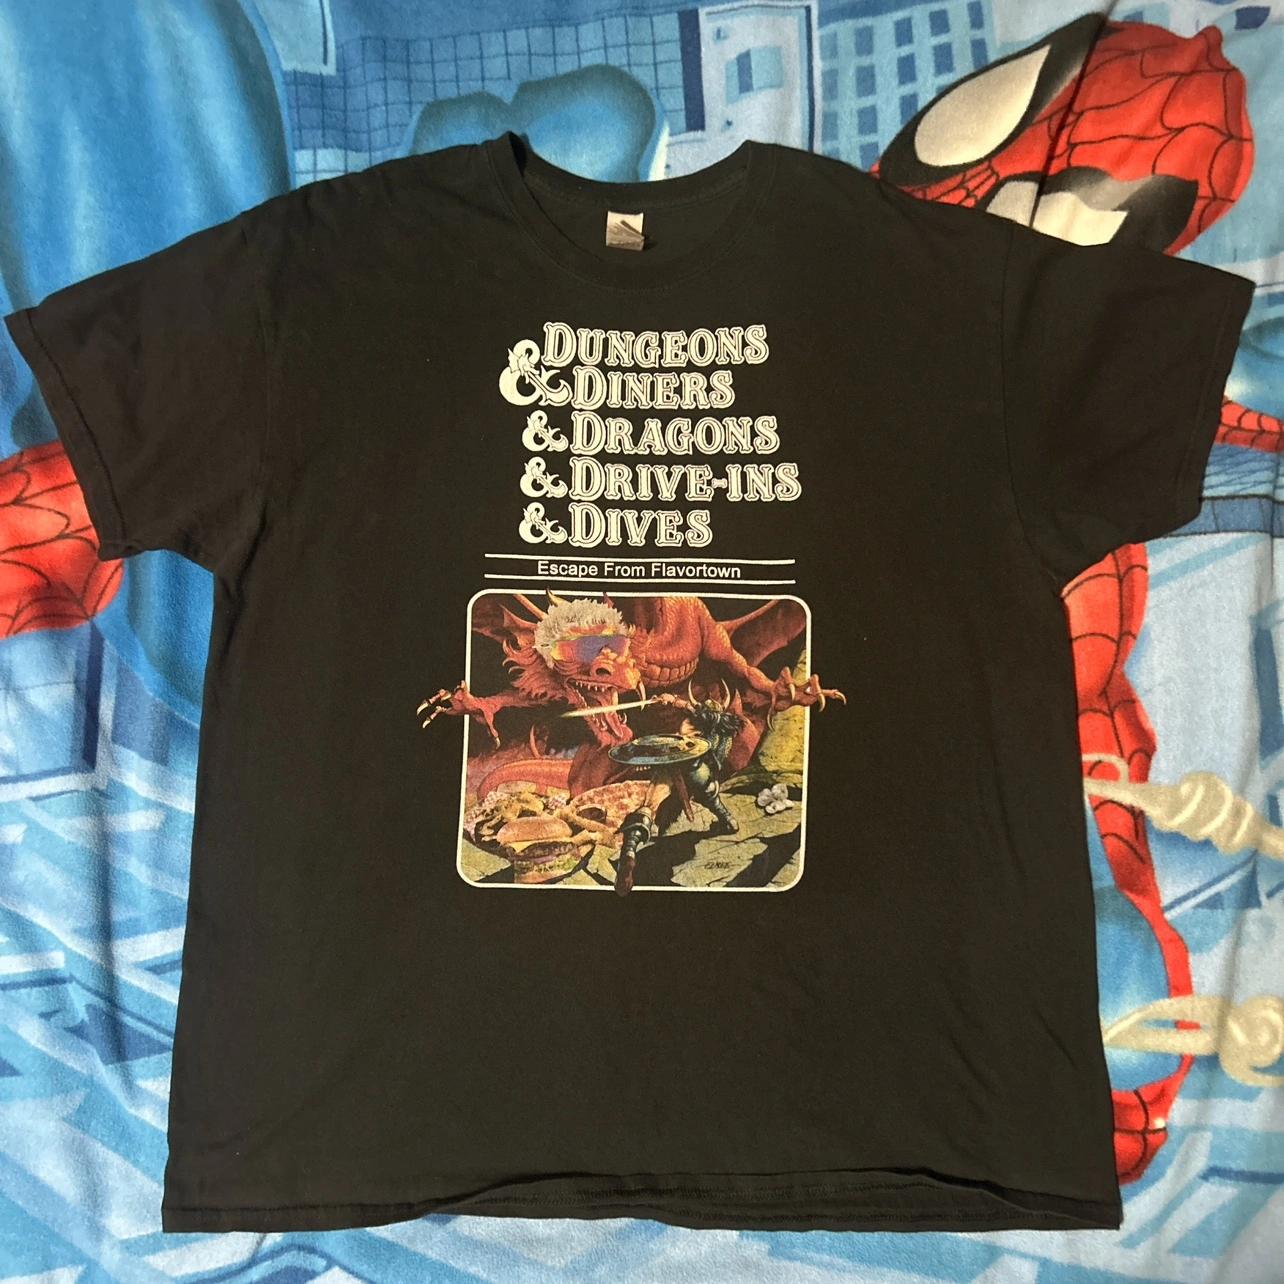 DUNGEONS
& DINERS
& DRAGONS
& DRIVE-INS
& DIVES
Escape From Flavortown